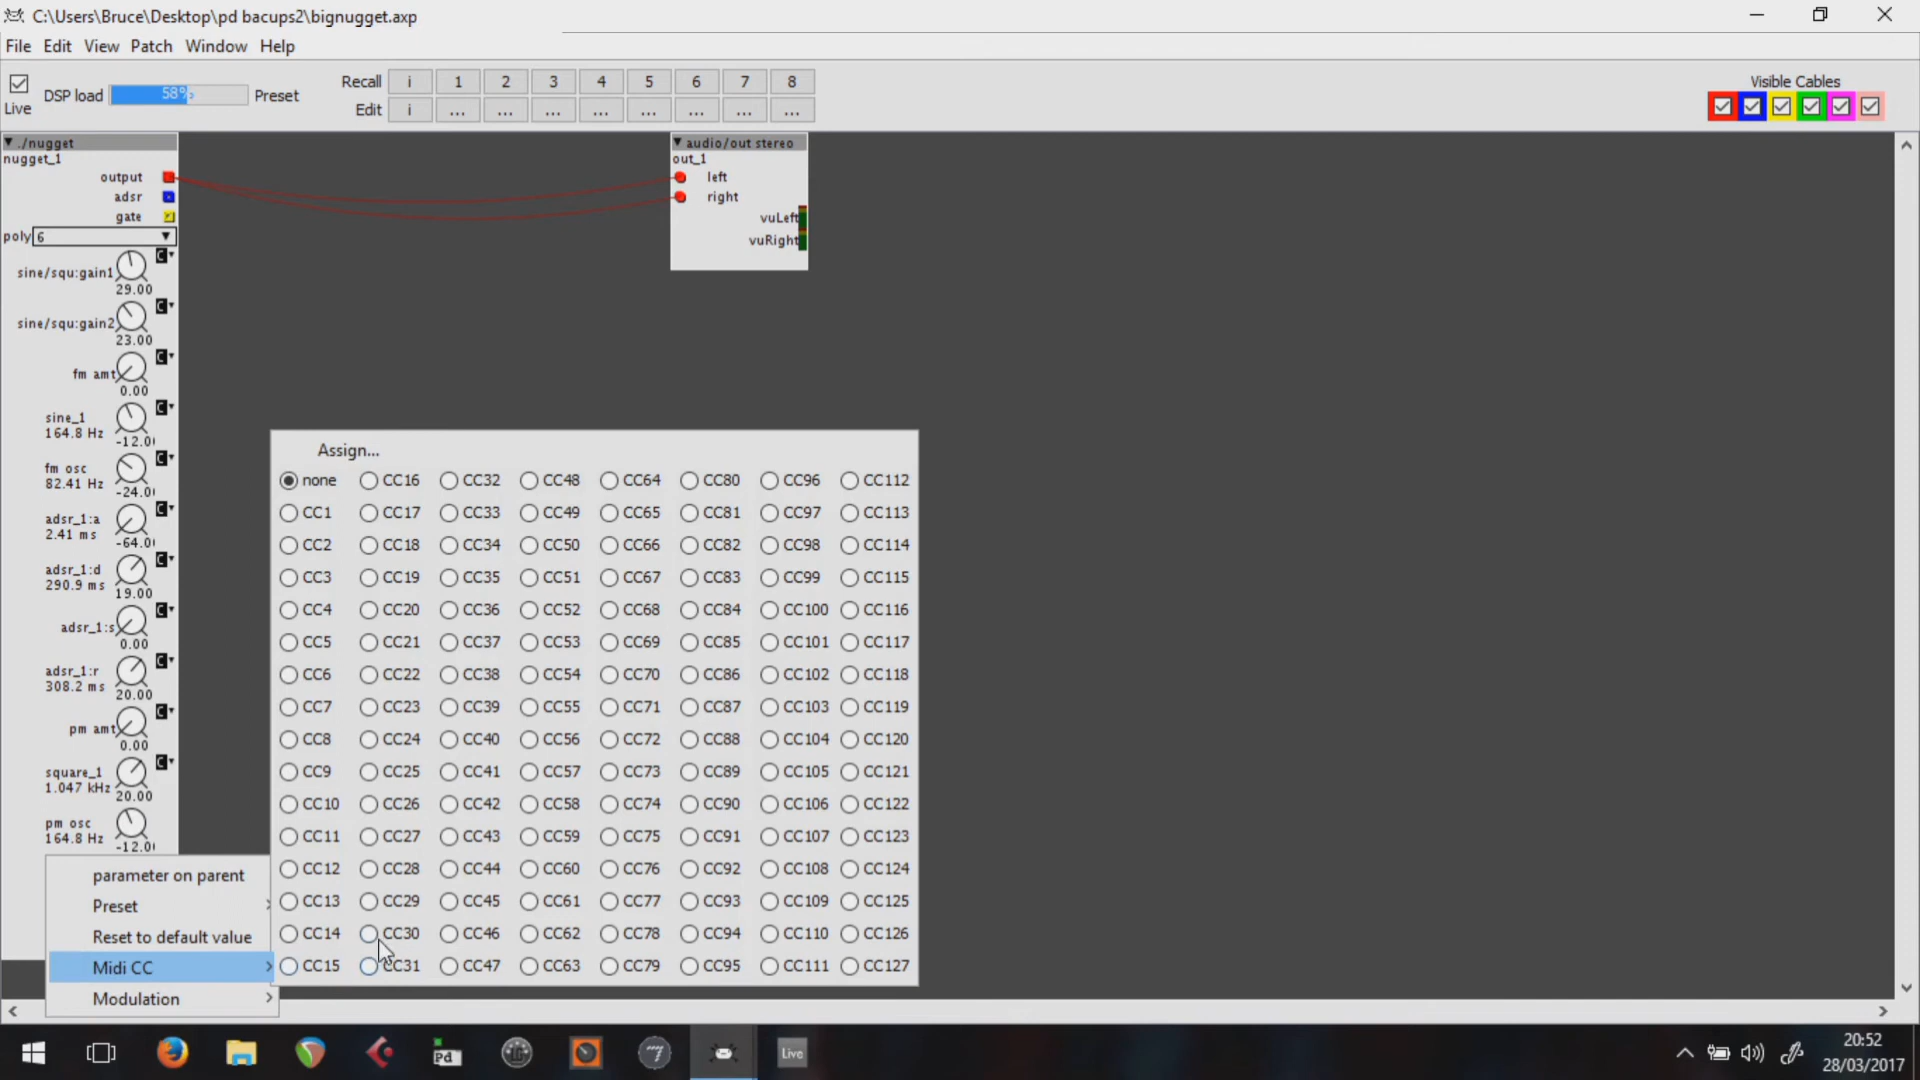 C:\Users\Bruce\Desktop\pd bacups2\bignugget.axp
File Edit View Patch Window Help
Live
DSP load 58% Preset
Recall i 1 2 3 4 5 6 7 8
Edit i ... ... ... ... ... ... ... ...
Visible Cables
./nugget
nugget_1
output
adsr
gate
poly 6
sine/squ:gain1
29.00
sine/squ:gain2
23.00
fm amt
0.00
sine_1
164.8 Hz
-12.0
fm osc
82.41 Hz
-24.0
adsr_1:a
2.41 ms
-64.0
adsr_1:d
290.9 ms
19.00
adsr_1:s
0.00
adsr_1:r
308.2 ms
20.00
pm amt
0.00
square_1
1.047 kHz
20.00
pm osc
164.8 Hz
-12.0
audio/out stereo
out_1
left
right
vuLeft
vuRight
parameter on parent
Preset
Reset to default value
Midi CC
Modulation
Assign...
none CC16 CC32 CC48 CC64 CC80 CC96 CC112
CC1 CC17 CC33 CC49 CC65 CC81 CC97 CC113
CC2 CC18 CC34 CC50 CC66 CC82 CC98 CC114
CC3 CC19 CC35 CC51 CC67 CC83 CC99 CC115
CC4 CC20 CC36 CC52 CC68 CC84 CC100 CC116
CC5 CC21 CC37 CC53 CC69 CC85 CC101 CC117
CC6 CC22 CC38 CC54 CC70 CC86 CC102 CC118
CC7 CC23 CC39 CC55 CC71 CC87 CC103 CC119
CC8 CC24 CC40 CC56 CC72 CC88 CC104 CC120
CC9 CC25 CC41 CC57 CC73 CC89 CC105 CC121
CC10 CC26 CC42 CC58 CC74 CC90 CC106 CC122
CC11 CC27 CC43 CC59 CC75 CC91 CC107 CC123
CC12 CC28 CC44 CC60 CC76 CC92 CC108 CC124
CC13 CC29 CC45 CC61 CC77 CC93 CC109 CC125
CC14 CC30 CC46 CC62 CC78 CC94 CC110 CC126
CC15 CC31 CC47 CC63 CC79 CC95 CC111 CC127
Pd
Live
20:52
28/03/2017